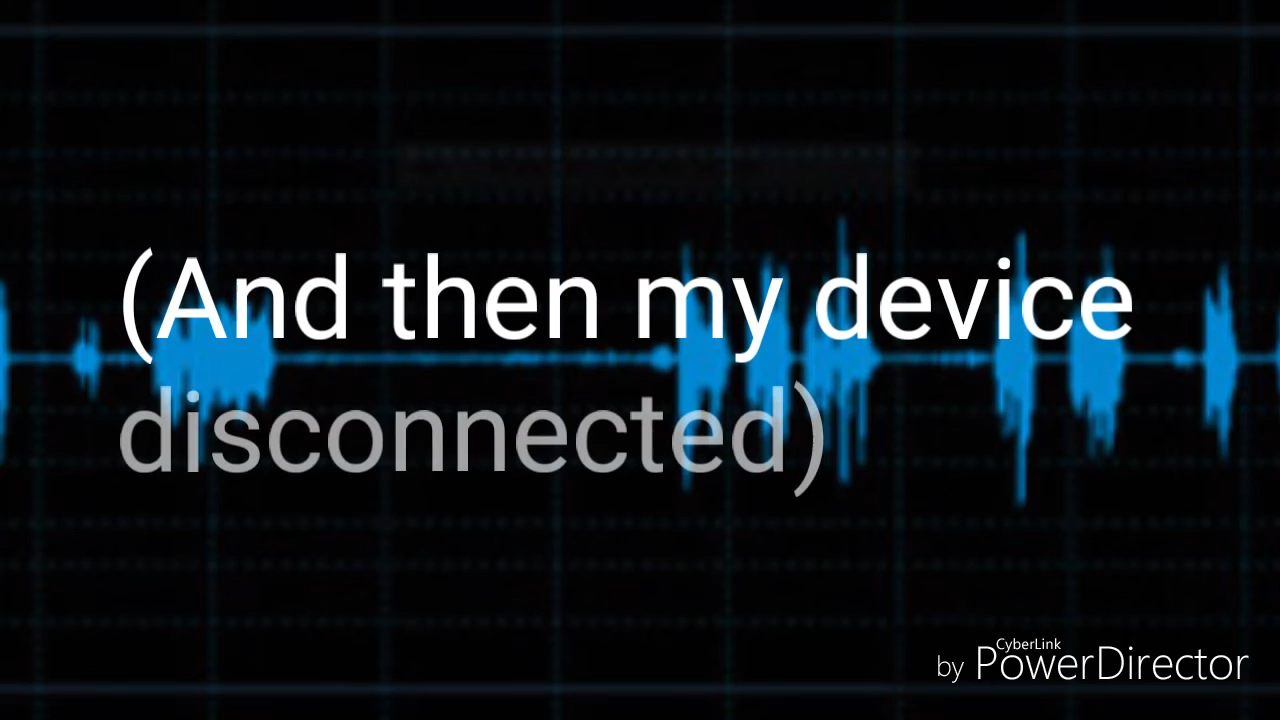 (And then my device
disconnected)
CyberLink
by PowerDirector